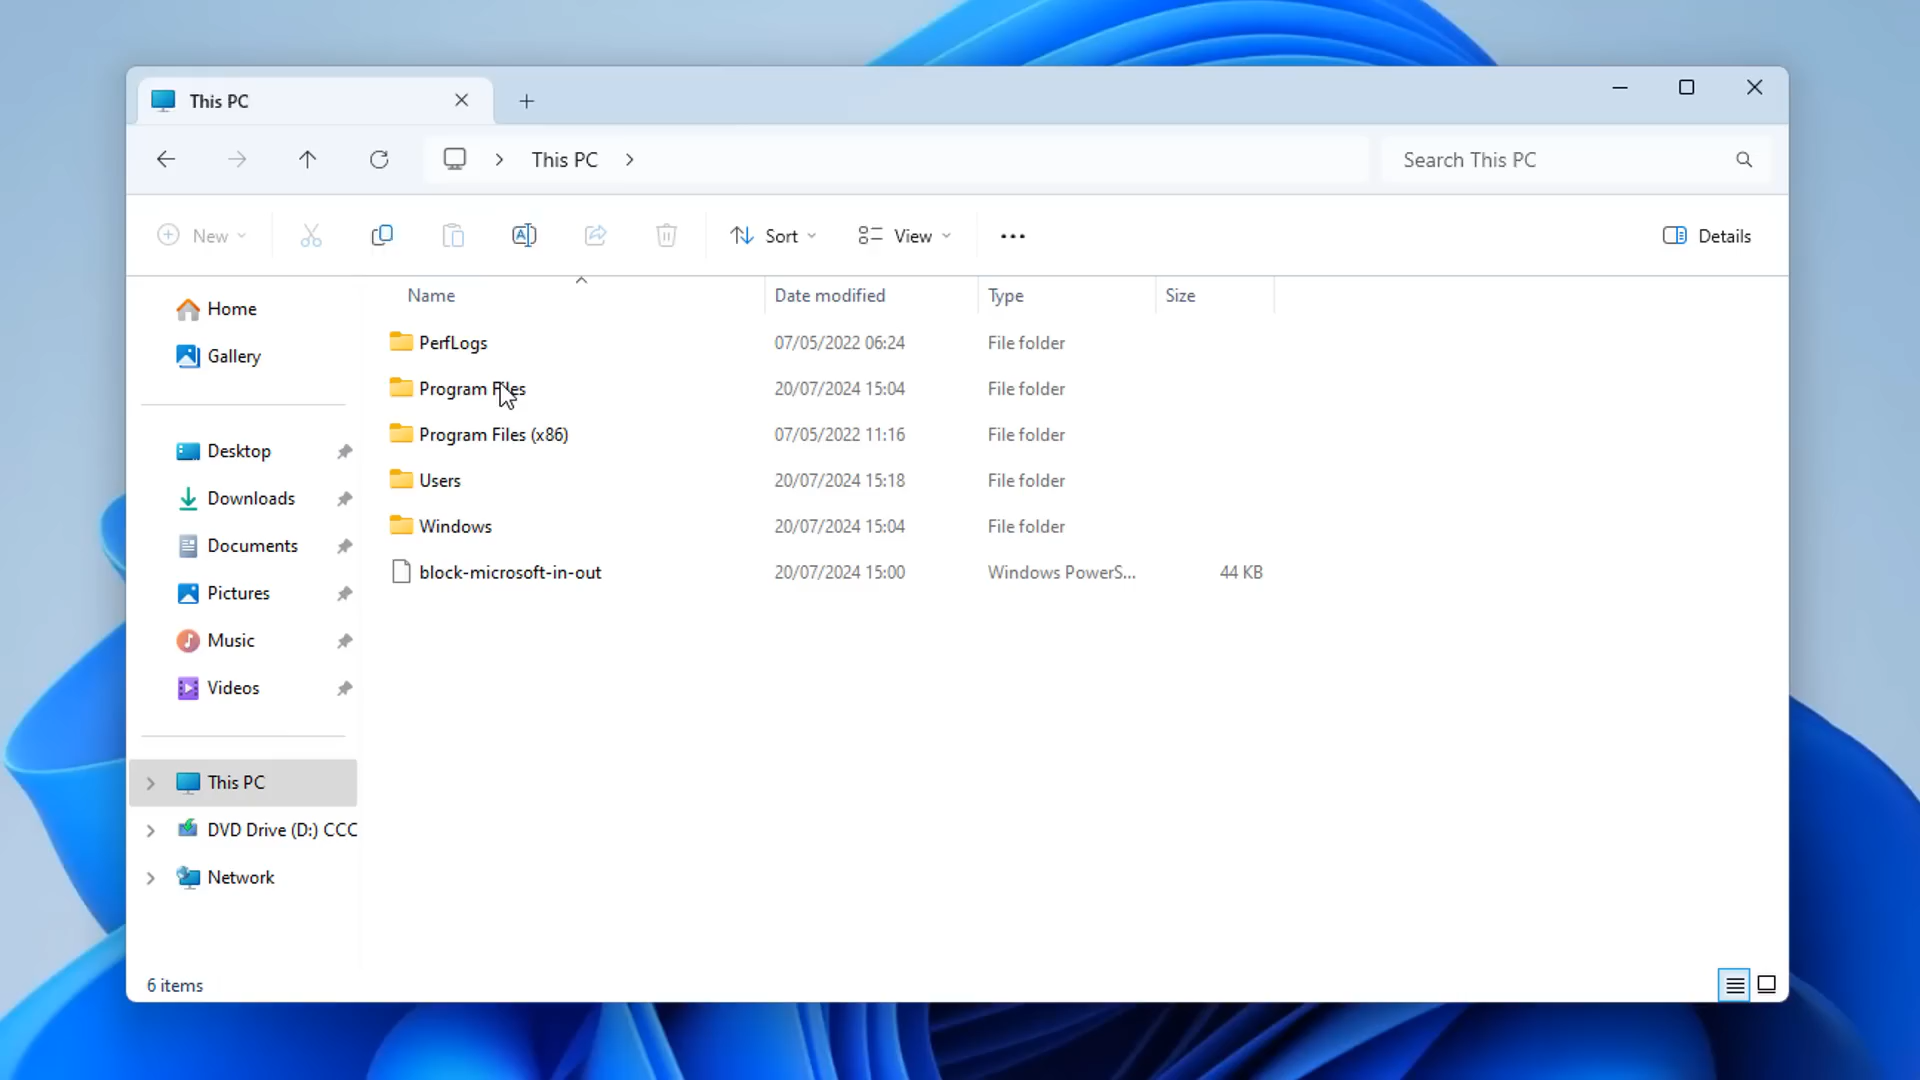 This PC
This PC
Search This PC
New
Sort
View
Details
Name
Date modified
Type
Size
Home
Gallery
Desktop
Downloads
Documents
Pictures
Music
Videos
This PC
DVD Drive (D:) CCC
Network
PerfLogs 07/05/2022 06:24 File folder
Program Files 20/07/2024 15:04 File folder
Program Files (x86) 07/05/2022 11:16 File folder
Users 20/07/2024 15:18 File folder
Windows 20/07/2024 15:04 File folder
block-microsoft-in-out 20/07/2024 15:00 Windows PowerS... 44 KB
6 items